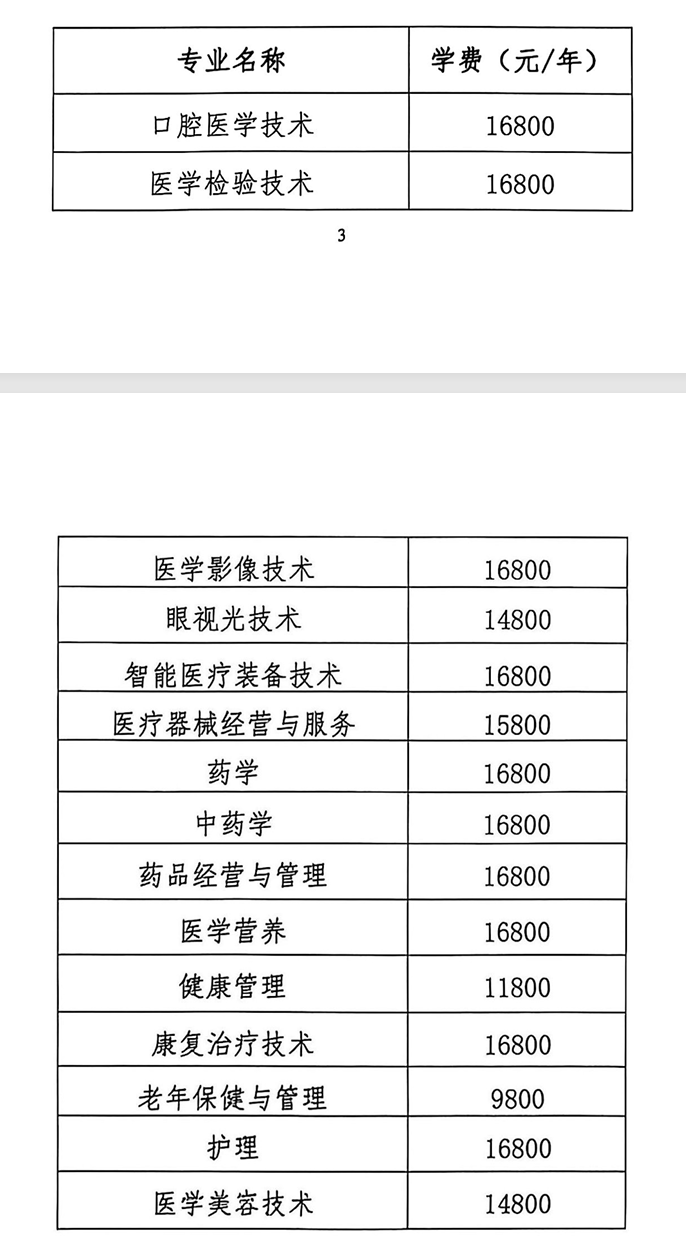 专业名称 学费（元/年）
口腔医学技术 16800
医学检验技术 16800
3
医学影像技术 16800
眼视光技术 14800
智能医疗装备技术 16800
医疗器械经营与服务 15800
药学 16800
中药学 16800
药品经营与管理 16800
医学营养 16800
健康管理 11800
康复治疗技术 16800
老年保健与管理 9800
护理 16800
医学美容技术 14800